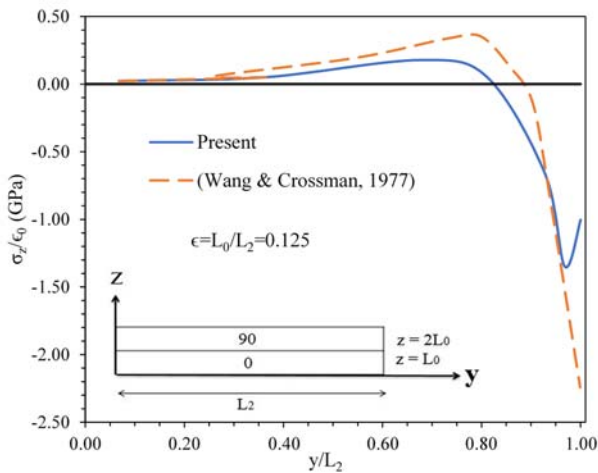 0.50
0.00
-0.50
-1.00
-1.50
-2.00
-2.50
σz/ϵ0 (GPa)
Present
(Wang & Crossman, 1977)
ϵ=L0/L2=0.125
z
90
0
z = 2L0
z = L0
y
L2
0.00 0.20 0.40 0.60 0.80 1.00
y/L2